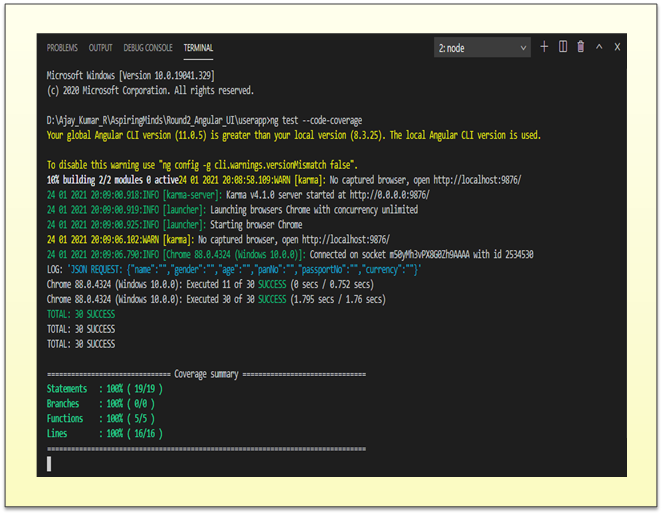 PROBLEMS OUTPUT DEBUG CONSOLE TERMINAL 2: node
Microsoft Windows [Version 10.0.19041.329]
(c) 2020 Microsoft Corporation. All rights reserved.
D:\Ajay_Kumar_R\AspiringMinds\Round2_Angular_UI\userapp>ng test --code-coverage
Your global Angular CLI version (11.0.5) is greater than your local version (8.3.25). The local Angular CLI version is used.
To disable this warning use "ng config -g cli.warnings.versionMismatch false".
10% building 2/2 modules 0 active24 01 2021 20:08:58.109:WARN [karma]: No captured browser, open http://localhost:9876/
24 01 2021 20:09:00.918:INFO [karma-server]: Karma v4.1.0 server started at http://0.0.0.0:9876/
24 01 2021 20:09:00.919:INFO [launcher]: Launching browsers Chrome with concurrency unlimited
24 01 2021 20:09:00.925:INFO [launcher]: Starting browser Chrome
24 01 2021 20:09:06.102:WARN [karma]: No captured browser, open http://localhost:9876/
24 01 2021 20:09:06.790:INFO [Chrome 88.0.4324 (Windows 10.0.0)]: Connected on socket m50yMh3vPX8G0Zh9AAAA with id 2534530
LOG: 'JSON REQUEST: {"name":"","gender":"","age":"","panNo":"","passportNo":"","currency":""}'
Chrome 88.0.4324 (Windows 10.0.0): Executed 11 of 30 SUCCESS (0 secs / 0.752 secs)
Chrome 88.0.4324 (Windows 10.0.0): Executed 30 of 30 SUCCESS (1.795 secs / 1.76 secs)
TOTAL: 30 SUCCESS
TOTAL: 30 SUCCESS
TOTAL: 30 SUCCESS
=============================== Coverage summary ===============================
Statements : 100% ( 19/19 )
Branches : 100% ( 0/0 )
Functions : 100% ( 5/5 )
Lines : 100% ( 16/16 )
================================================================================